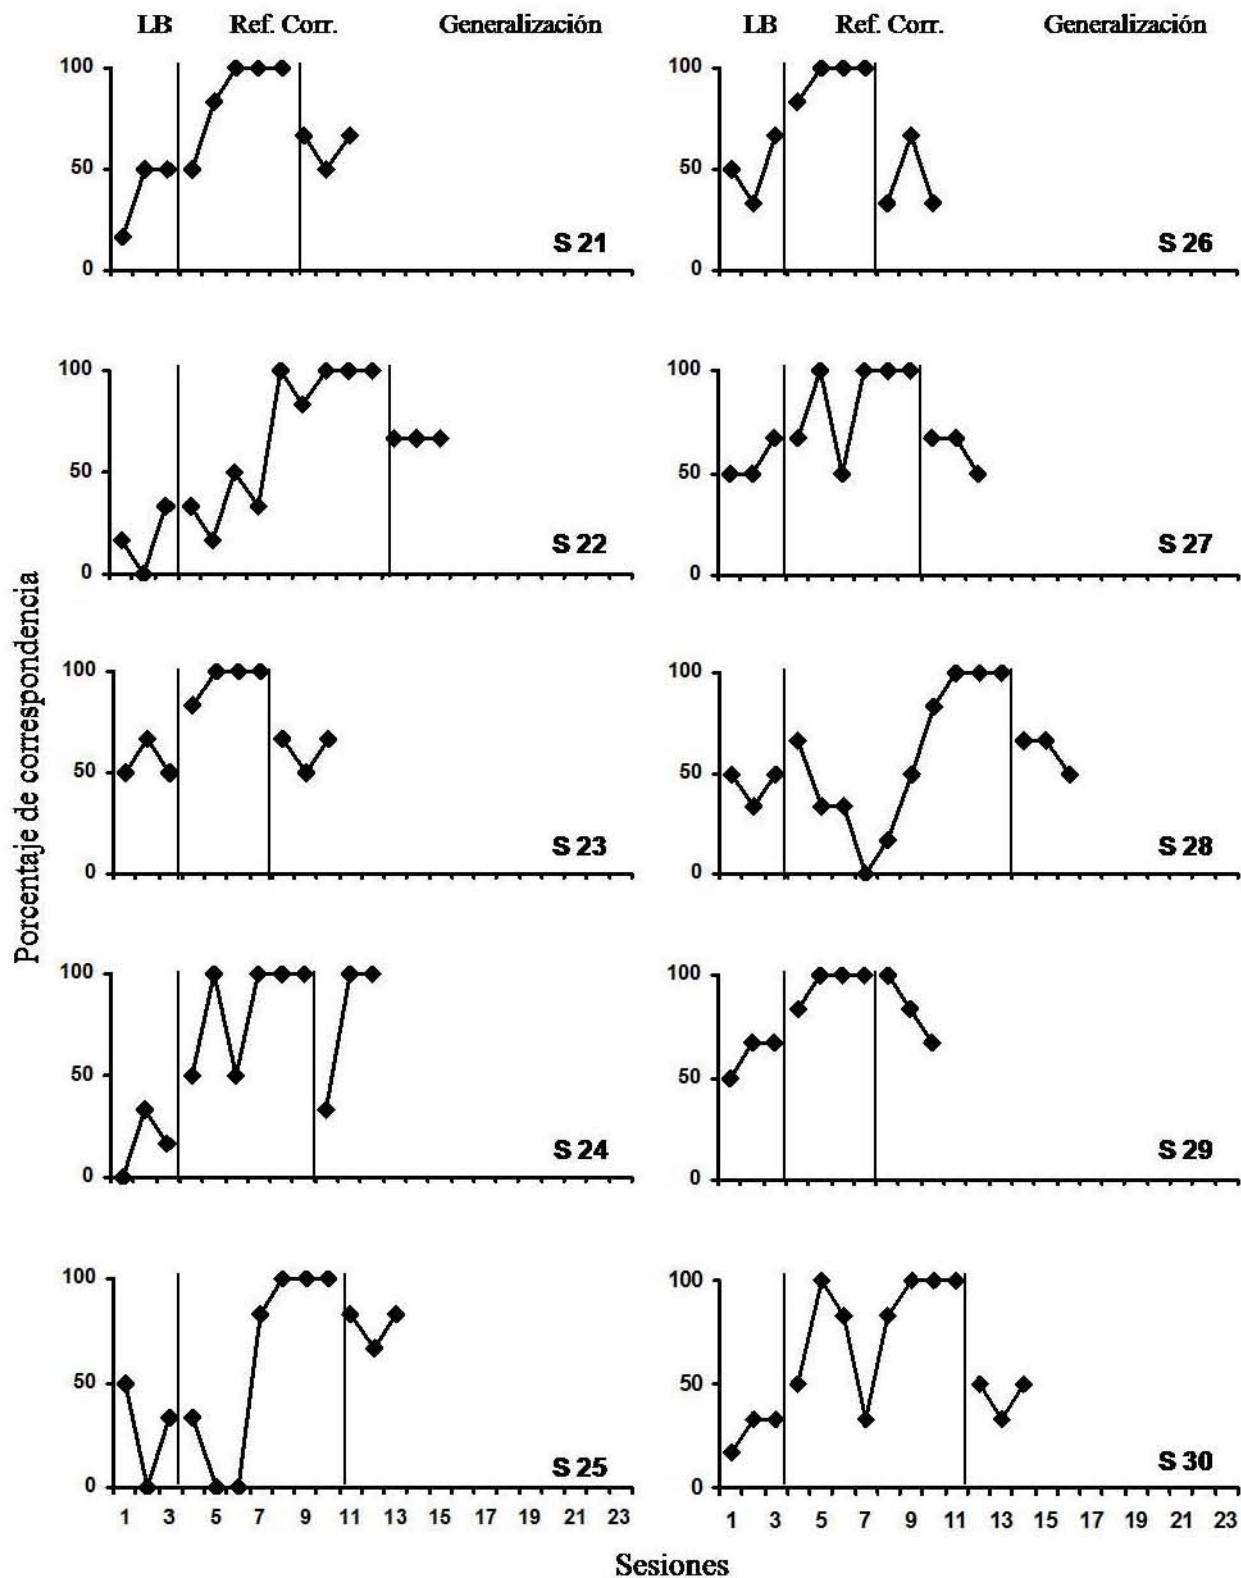 LB Ref. Corr. Generalización LB Ref. Corr. Generalización
100 100
50 50
S 21 S 26
0 0
100 100
50 50
S 22 S 27
0 0
Porcentaje de correspondencia
100 100
50 50
S 23 S 28
0 0
100 100
50 50
S 24 S 29
0 0
100 100
50 50
S 25 S 30
0 0
1 3 5 7 9 11 13 15 17 19 21 23 1 3 5 7 9 11 13 15 17 19 21 23
Sesiones